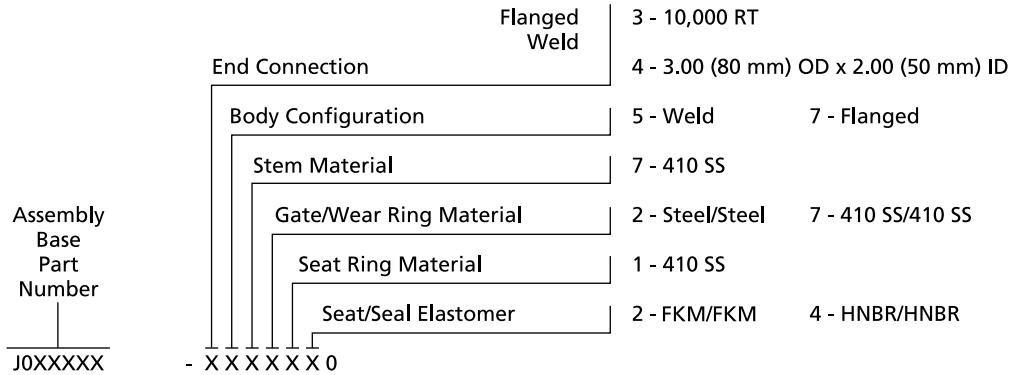 Flanged 3 - 10,000 RT
Weld
End Connection 4 - 3.00 (80 mm) OD x 2.00 (50 mm) ID
Body Configuration 5 - Weld 7 - Flanged
Stem Material 7 - 410 SS
Gate/Wear Ring Material 2 - Steel/Steel 7 - 410 SS/410 SS
Seat Ring Material 1 - 410 SS
Seat/Seal Elastomer 2 - FKM/FKM 4 - HNBR/HNBR
Assembly
Base
Part
Number
J0XXXXX - X X X X X X 0